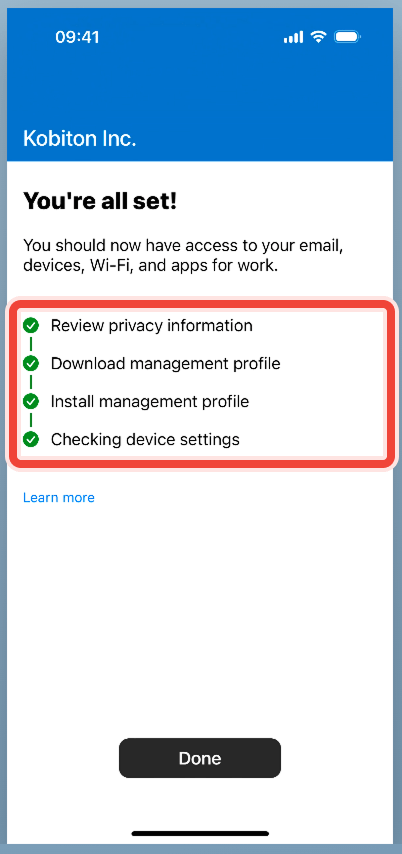 09:41
Kobiton Inc.
You're all set!
You should now have access to your email,
devices, Wi-Fi, and apps for work.
Review privacy information
Download management profile
Install management profile
Checking device settings
Learn more
Done